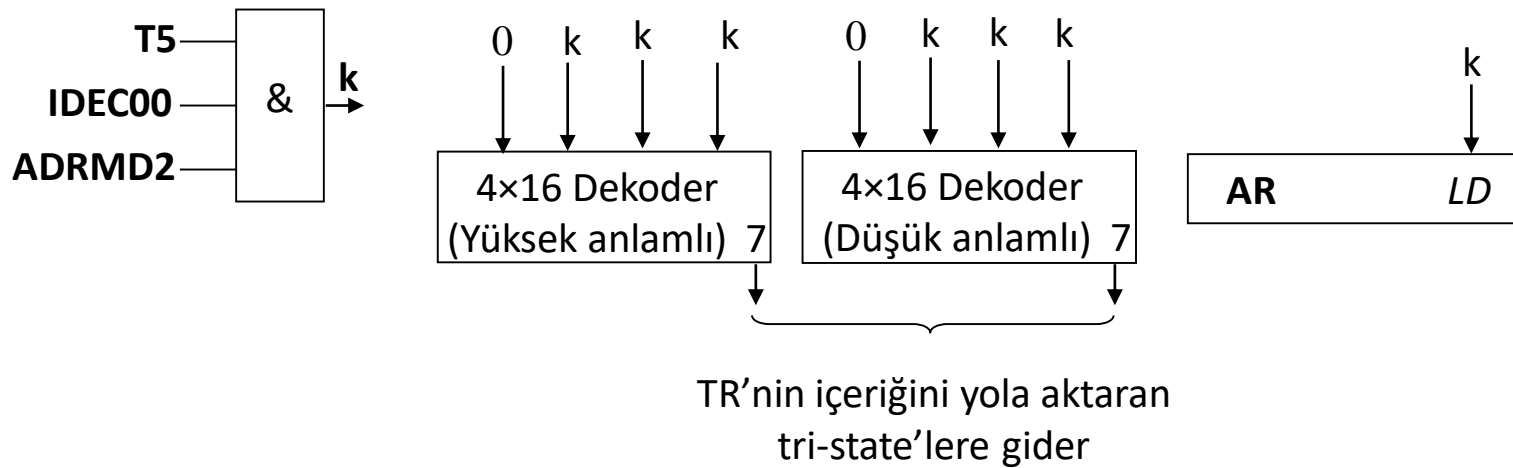 T5
IDEC00
ADRMD2
&
k
0 k k k
4×16 Dekoder
(Yüksek anlamlı) 7
0 k k k
4×16 Dekoder
(Düşük anlamlı) 7
k
AR LD
TR’nin içeriğini yola aktaran
tri-state’lere gider